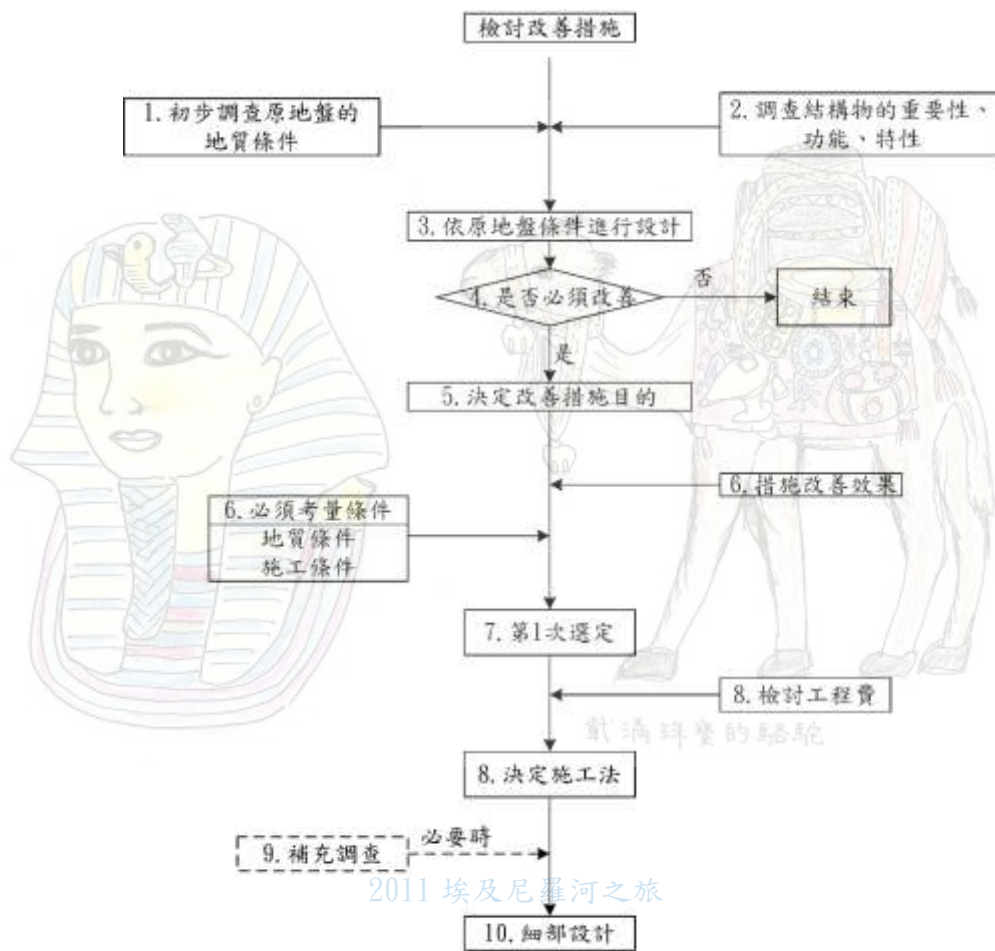 檢討改善措施
1.初步調查原地盤的
地質條件
2.調查結構物的重要性、
功能、特性
3.依原地盤條件進行設計
4.是否必須改善
否
結束
是
5.決定改善措施目的
6.措施改善效果
6.必須考量條件
地質條件
施工條件
7.第1次選定
8.檢討工程費
戴滿珠寶的駱駝
8.決定施工法
必要時
9.補充調查
2011 埃及尼羅河之旅
10.細部設計